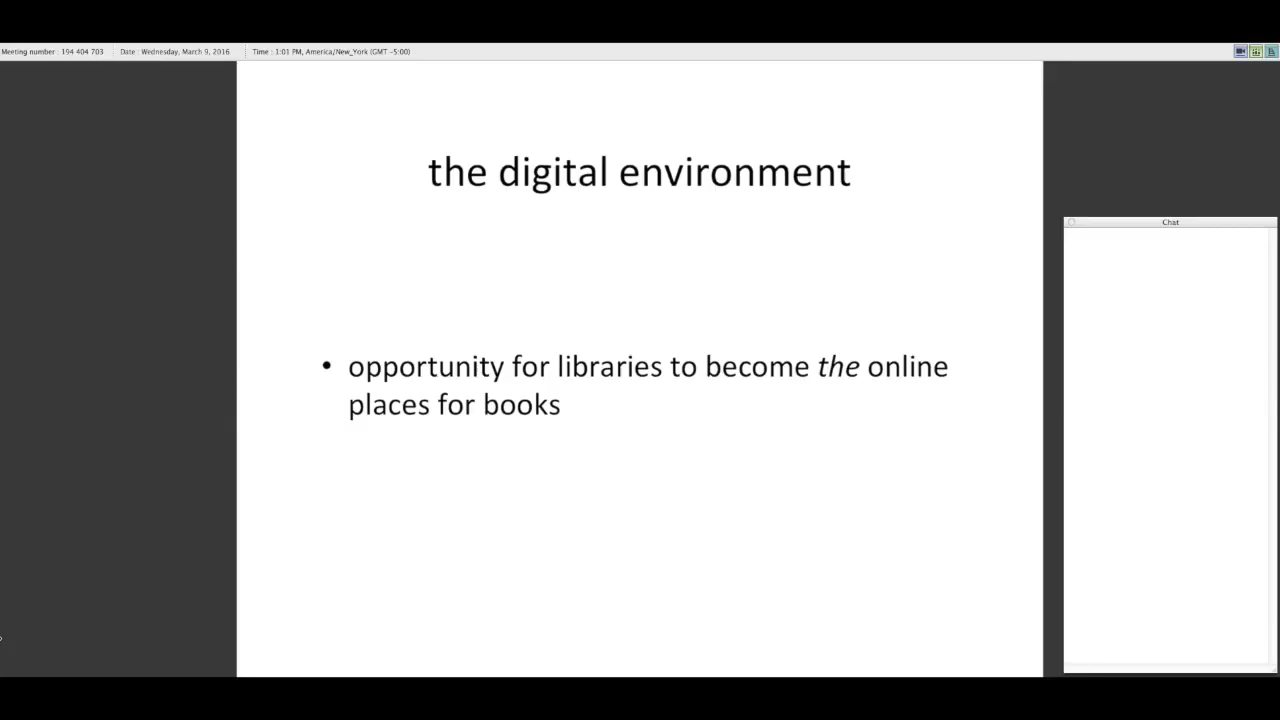 Meeting number : 194 404 703 Date : Wednesday, March 9, 2016 Time : 1:01 PM, America/New_York (GMT -5:00)
the digital environment
Chat
• opportunity for libraries to become the online
places for books